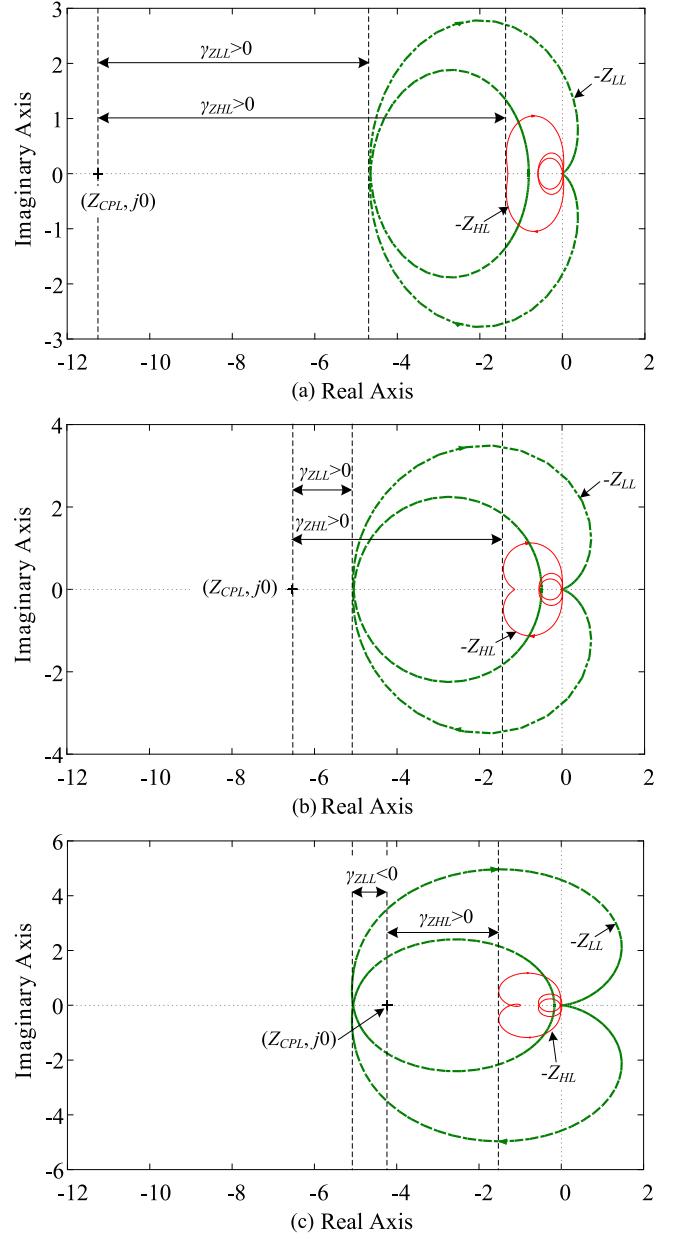 3
2
1
0
-1
-2
-3
Imaginary Axis
γZLL>0
γZHL>0
-ZLL
(ZCPL, j0)
-ZHL
-12 -10 -8 -6 -4 -2 0 2
(a) Real Axis
4
2
0
-2
-4
Imaginary Axis
γZLL>0
γZHL>0
-ZLL
(ZCPL, j0)
-ZHL
-12 -10 -8 -6 -4 -2 0 2
(b) Real Axis
6
4
2
0
-2
-4
-6
Imaginary Axis
γZLL<0
γZHL>0
-ZLL
(ZCPL, j0)
-ZHL
-12 -10 -8 -6 -4 -2 0 2
(c) Real Axis